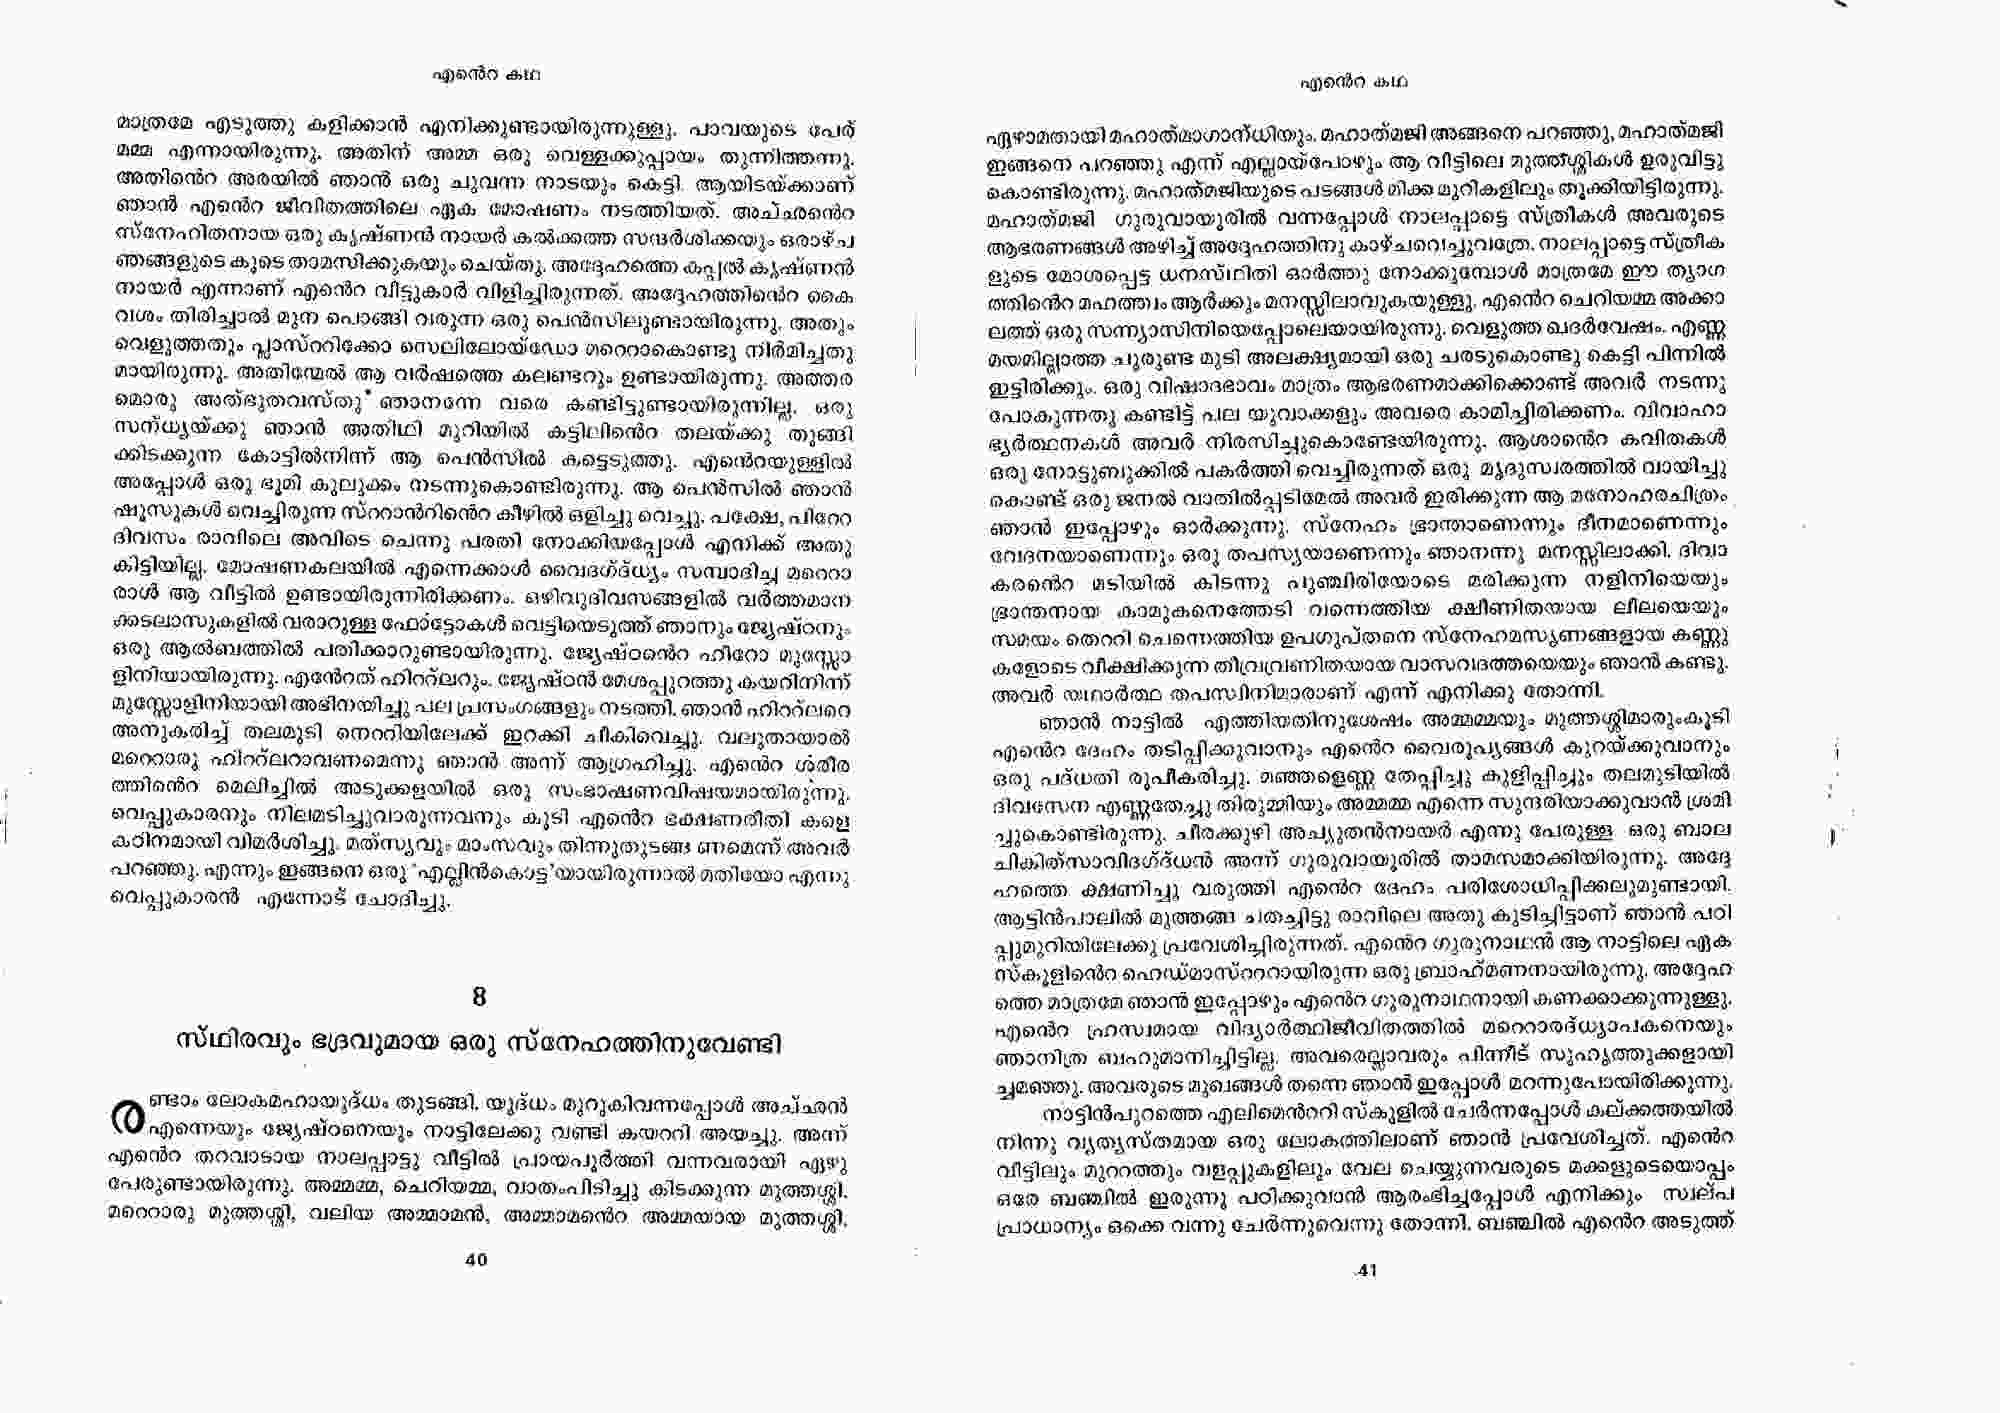 എന്റെ കഥ
മാത്രമേ എടുത്തു കളിക്കാൻ എനിക്കുണ്ടായിരുന്നുള്ളു. പാവയുടെ പേര്
മമ്മ എന്നായിരുന്നു. അതിന് അമ്മ ഒരു വെള്ളക്കുപ്പായം തുന്നിത്തന്നു.
അതിന്റെ അരയിൽ ഞാൻ ഒരു ചുവന്ന നാടയും കെട്ടി. ആയിടയ്ക്കാണ്
ഞാൻ എന്റെ ജീവിതത്തിലെ ഏക മോഷണം നടത്തിയത്. അച്ഛന്റെ
സ്നേഹിതനായ ഒരു കൃഷ്ണൻ നായർ കൽക്കത്ത സന്ദർശിക്കയും ഒരാഴ്ച
ഞങ്ങളുടെ കൂടെ താമസിക്കുകയും ചെയ്തു. അദ്ദേഹത്തെ കപ്പൽ കൃഷ്ണൻ
നായർ എന്നാണ് എന്റെ വീട്ടുകാർ വിളിച്ചിരുന്നത്. അദ്ദേഹത്തിന്റെ കൈ
വശം തിരിച്ചാൽ മുന പൊങ്ങി വരുന്ന ഒരു പെൻസിലുണ്ടായിരുന്നു. അതും
വെളുത്തതും പ്ലാസ്ററിക്കോ സെലിലോയ്ഡോ മറെറാകൊണ്ടു നിർമിച്ചതു
മായിരുന്നു. അതിന്മേൽ ആ വർഷത്തെ കലണ്ടറും ഉണ്ടായിരുന്നു. അത്തര
മൊരു അത്ഭുതവസ്തു ഞാനന്നേ വരെ കണ്ടിട്ടുണ്ടായിരുന്നില്ല. ഒരു
സന്ധ്യയ്ക്കു ഞാൻ അതിഥി മുറിയിൽ കട്ടിലിന്റെ തലയ്ക്കു തൂങ്ങി
ക്കിടക്കുന്ന കോട്ടിൽനിന്ന് ആ പെൻസിൽ കട്ടെടുത്തു. എന്റെയുള്ളിൽ
അപ്പോൾ ഒരു ഭൂമി കുലുക്കം നടന്നുകൊണ്ടിരുന്നു. ആ പെൻസിൽ ഞാൻ
ഷൂസുകൾ വെച്ചിരുന്ന സ്ററാൻറിന്റെ കീഴിൽ ഒളിച്ചു വെച്ചു. പക്ഷേ, പിറേറ
ദിവസം രാവിലെ അവിടെ ചെന്നു പരതി നോക്കിയപ്പോൾ എനിക്ക് അതു
കിട്ടിയില്ല. മോഷണകലയിൽ എന്നെക്കാൾ വൈദഗ്ദ്ധ്യം സമ്പാദിച്ച മറെറാ
രാൾ ആ വീട്ടിൽ ഉണ്ടായിരുന്നിരിക്കണം. ഒഴിവുദിവസങ്ങളിൽ വർത്തമാന
ക്കടലാസുകളിൽ വരാറുള്ള ഫോട്ടോകൾ വെട്ടിയെടുത്ത് ഞാനും ജ്യേഷ്ഠനും
ഒരു ആൽബത്തിൽ പതിക്കാറുണ്ടായിരുന്നു. ജ്യേഷ്ഠന്റെ ഹീറോ മുസ്സോ
ളിനിയായിരുന്നു. എന്റേത് ഹിററ്ലറും. ജ്യേഷ്ഠൻ മേശപ്പുറത്തു കയറിനിന്ന്
മുസ്സോളിനിയായി അഭിനയിച്ചു പല പ്രസംഗങ്ങളും നടത്തി. ഞാൻ ഹിററ്ലറെ
അനുകരിച്ച് തലമുടി നെററിയിലേക്ക് ഇറക്കി ചീകിവെച്ചു. വലുതായാൽ
മറെറാരു ഹിററ്ലറാവണമെന്നു ഞാൻ അന്ന് ആഗ്രഹിച്ചു. എന്റെ ശരീര
ത്തിന്റെ മെലിച്ചിൽ അടുക്കളയിൽ ഒരു സംഭാഷണവിഷയമായിരുന്നു.
വെപ്പുകാരനും നിലമടിച്ചുവാരുന്നവനും കൂടി എന്റെ ഭക്ഷണരീതി കളെ
കഠിനമായി വിമർശിച്ചു. മത്സ്യവും മാംസവും തിന്നുതുടങ്ങ ണമെന്ന് അവർ
പറഞ്ഞു. എന്നും ഇങ്ങനെ ഒരു 'എല്ലിൻകൊട്ട'യായിരുന്നാൽ മതിയോ എന്നു
വെപ്പുകാരൻ എന്നോട് ചോദിച്ചു.
8
സ്ഥിരവും ഭദ്രവുമായ ഒരു സ്നേഹത്തിനുവേണ്ടി
രണ്ടാം ലോകമഹായുദ്ധം തുടങ്ങി. യുദ്ധം മുറുകിവന്നപ്പോൾ അച്ഛൻ
എന്നെയും ജ്യേഷ്ഠനെയും നാട്ടിലേക്കു വണ്ടി കയററി അയച്ചു. അന്ന്
എന്റെ തറവാടായ നാലപ്പാട്ടു വീട്ടിൽ പ്രായപൂർത്തി വന്നവരായി ഏഴു
പേരുണ്ടായിരുന്നു. അമ്മമ്മ, ചെറിയമ്മ, വാതംപിടിച്ചു കിടക്കുന്ന മുത്തശ്ശി.
മറെറാരു മുത്തശ്ശി, വലിയ അമ്മാമൻ, അമ്മാമന്റെ അമ്മയായ മുത്തശ്ശി.
40
എന്റെ കഥ
ഏഴാമതായി മഹാത്മാഗാന്ധിയും. മഹാത്മജി അങ്ങനെ പറഞ്ഞു, മഹാത്മജി
ഇങ്ങനെ പറഞ്ഞു എന്ന് എല്ലായ്പോഴും ആ വീട്ടിലെ മുത്തശ്ശികൾ ഉരുവിട്ടു
കൊണ്ടിരുന്നു. മഹാത്മജിയുടെ പടങ്ങൾ മിക്ക മുറികളിലും തൂക്കിയിട്ടിരുന്നു.
മഹാത്മജി ഗുരുവായൂരിൽ വന്നപ്പോൾ നാലപ്പാട്ടെ സ്ത്രീകൾ അവരുടെ
ആഭരണങ്ങൾ അഴിച്ച് അദ്ദേഹത്തിനു കാഴ്ചവെച്ചുവത്രേ. നാലപ്പാട്ടെ സ്ത്രീക
ളുടെ മോശപ്പെട്ട ധനസ്ഥിതി ഓർത്തു നോക്കുമ്പോൾ മാത്രമേ ഈ ത്യാഗ
ത്തിന്റെ മഹത്ത്വം ആർക്കും മനസ്സിലാവുകയുള്ളു. എന്റെ ചെറിയമ്മ അക്കാ
ലത്ത് ഒരു സന്ന്യാസിനിയെപ്പോലെയായിരുന്നു. വെളുത്ത ഖദർവേഷം. എണ്ണ
മയമില്ലാത്ത ചുരുണ്ട മുടി അലക്ഷ്യമായി ഒരു ചരടുകൊണ്ടു കെട്ടി പിന്നിൽ
ഇട്ടിരിക്കും. ഒരു വിഷാദഭാവം മാത്രം ആഭരണമാക്കിക്കൊണ്ട് അവർ നടന്നു
പോകുന്നതു കണ്ടിട്ട് പല യുവാക്കളും അവരെ കാമിച്ചിരിക്കണം. വിവാഹാ
ഭ്യർത്ഥനകൾ അവർ നിരസിച്ചുകൊണ്ടേയിരുന്നു. ആശാന്റെ കവിതകൾ
ഒരു നോട്ടുബുക്കിൽ പകർത്തി വെച്ചിരുന്നത് ഒരു മൃദുസ്വരത്തിൽ വായിച്ചു
കൊണ്ട് ഒരു ജനൽ വാതിൽപ്പടിമേൽ അവർ ഇരിക്കുന്ന ആ മനോഹരചിത്രം
ഞാൻ ഇപ്പോഴും ഓർക്കുന്നു. സ്നേഹം ഭ്രാന്താണെന്നും ദീനമാണെന്നും
വേദനയാണെന്നും ഒരു തപസ്യയാണെന്നും ഞാനന്നു മനസ്സിലാക്കി. ദിവാ
കരന്റെ മടിയിൽ കിടന്നു പുഞ്ചിരിയോടെ മരിക്കുന്ന നളിനിയെയും
ഭ്രാന്തനായ കാമുകനെത്തേടി വന്നെത്തിയ ക്ഷീണിതയായ ലീലയെയും
സമയം തെററി ചെന്നെത്തിയ ഉപഗുപ്തനെ സ്നേഹമസൃണങ്ങളായ കണ്ണു
കളോടെ വീക്ഷിക്കുന്ന തീവ്രവ്രണിതയായ വാസവദത്തയെയും ഞാൻ കണ്ടു.
അവർ യഥാർത്ഥ തപസ്വിനിമാരാണ് എന്ന് എനിക്കു തോന്നി.
ഞാൻ നാട്ടിൽ എത്തിയതിനുശേഷം അമ്മമ്മയും മുത്തശ്ശിമാരുംകൂടി
എന്റെ ദേഹം തടിപ്പിക്കുവാനും എന്റെ വൈരൂപ്യങ്ങൾ കുറയ്ക്കുവാനും
ഒരു പദ്ധതി രൂപീകരിച്ചു. മഞ്ഞളെണ്ണ തേപ്പിച്ചു കുളിപ്പിച്ചും തലമുടിയിൽ
ദിവസേന എണ്ണതേച്ചു തിരുമ്മിയും അമ്മമ്മ എന്നെ സുന്ദരിയാക്കുവാൻ ശ്രമി
ച്ചുകൊണ്ടിരുന്നു. ചീരക്കുഴി അച്യുതൻനായർ എന്നു പേരുള്ള ഒരു ബാല
ചികിത്സാവിദഗ്ദ്ധൻ അന്ന് ഗുരുവായൂരിൽ താമസമാക്കിയിരുന്നു. അദ്ദേ
ഹത്തെ ക്ഷണിച്ചു വരുത്തി എന്റെ ദേഹം പരിശോധിപ്പിക്കലുമുണ്ടായി.
ആട്ടിൻപാലിൽ മുത്തങ്ങ ചതച്ചിട്ടു രാവിലെ അതു കുടിച്ചിട്ടാണ് ഞാൻ പഠി
പ്പുമുറിയിലേക്കു പ്രവേശിച്ചിരുന്നത്. എന്റെ ഗുരുനാഥൻ ആ നാട്ടിലെ ഏക
സ്കൂളിന്റെ ഹെഡ്മാസ്റററായിരുന്ന ഒരു ബ്രാഹ്മണനായിരുന്നു. അദ്ദേഹ
ത്തെ മാത്രമേ ഞാൻ ഇപ്പോഴും എന്റെ ഗുരുനാഥനായി കണക്കാക്കുന്നുള്ളു.
എന്റെ ഹ്രസ്വമായ വിദ്യാർത്ഥിജീവിതത്തിൽ മറെറാരദ്ധ്യാപകനെയും
ഞാനിത്ര ബഹുമാനിച്ചിട്ടില്ല. അവരെല്ലാവരും പിന്നീട് സുഹൃത്തുക്കളായി
ച്ചമഞ്ഞു. അവരുടെ മുഖങ്ങൾ തന്നെ ഞാൻ ഇപ്പോൾ മറന്നുപോയിരിക്കുന്നു.
നാട്ടിൻപുറത്തെ എലിമെൻററി സ്കൂളിൽ ചേർന്നപ്പോൾ കല്ക്കത്തയിൽ
നിന്നു വ്യത്യസ്തമായ ഒരു ലോകത്തിലാണ് ഞാൻ പ്രവേശിച്ചത്. എന്റെ
വീട്ടിലും മുററത്തും വളപ്പുകളിലും വേല ചെയ്യുന്നവരുടെ മക്കളുടെയൊപ്പം
ഒരേ ബഞ്ചിൽ ഇരുന്നു പഠിക്കുവാൻ ആരംഭിച്ചപ്പോൾ എനിക്കും സ്വല്പ
പ്രാധാന്യം ഒക്കെ വന്നു ചേർന്നുവെന്നു തോന്നി. ബഞ്ചിൽ എന്റെ അടുത്ത്
41